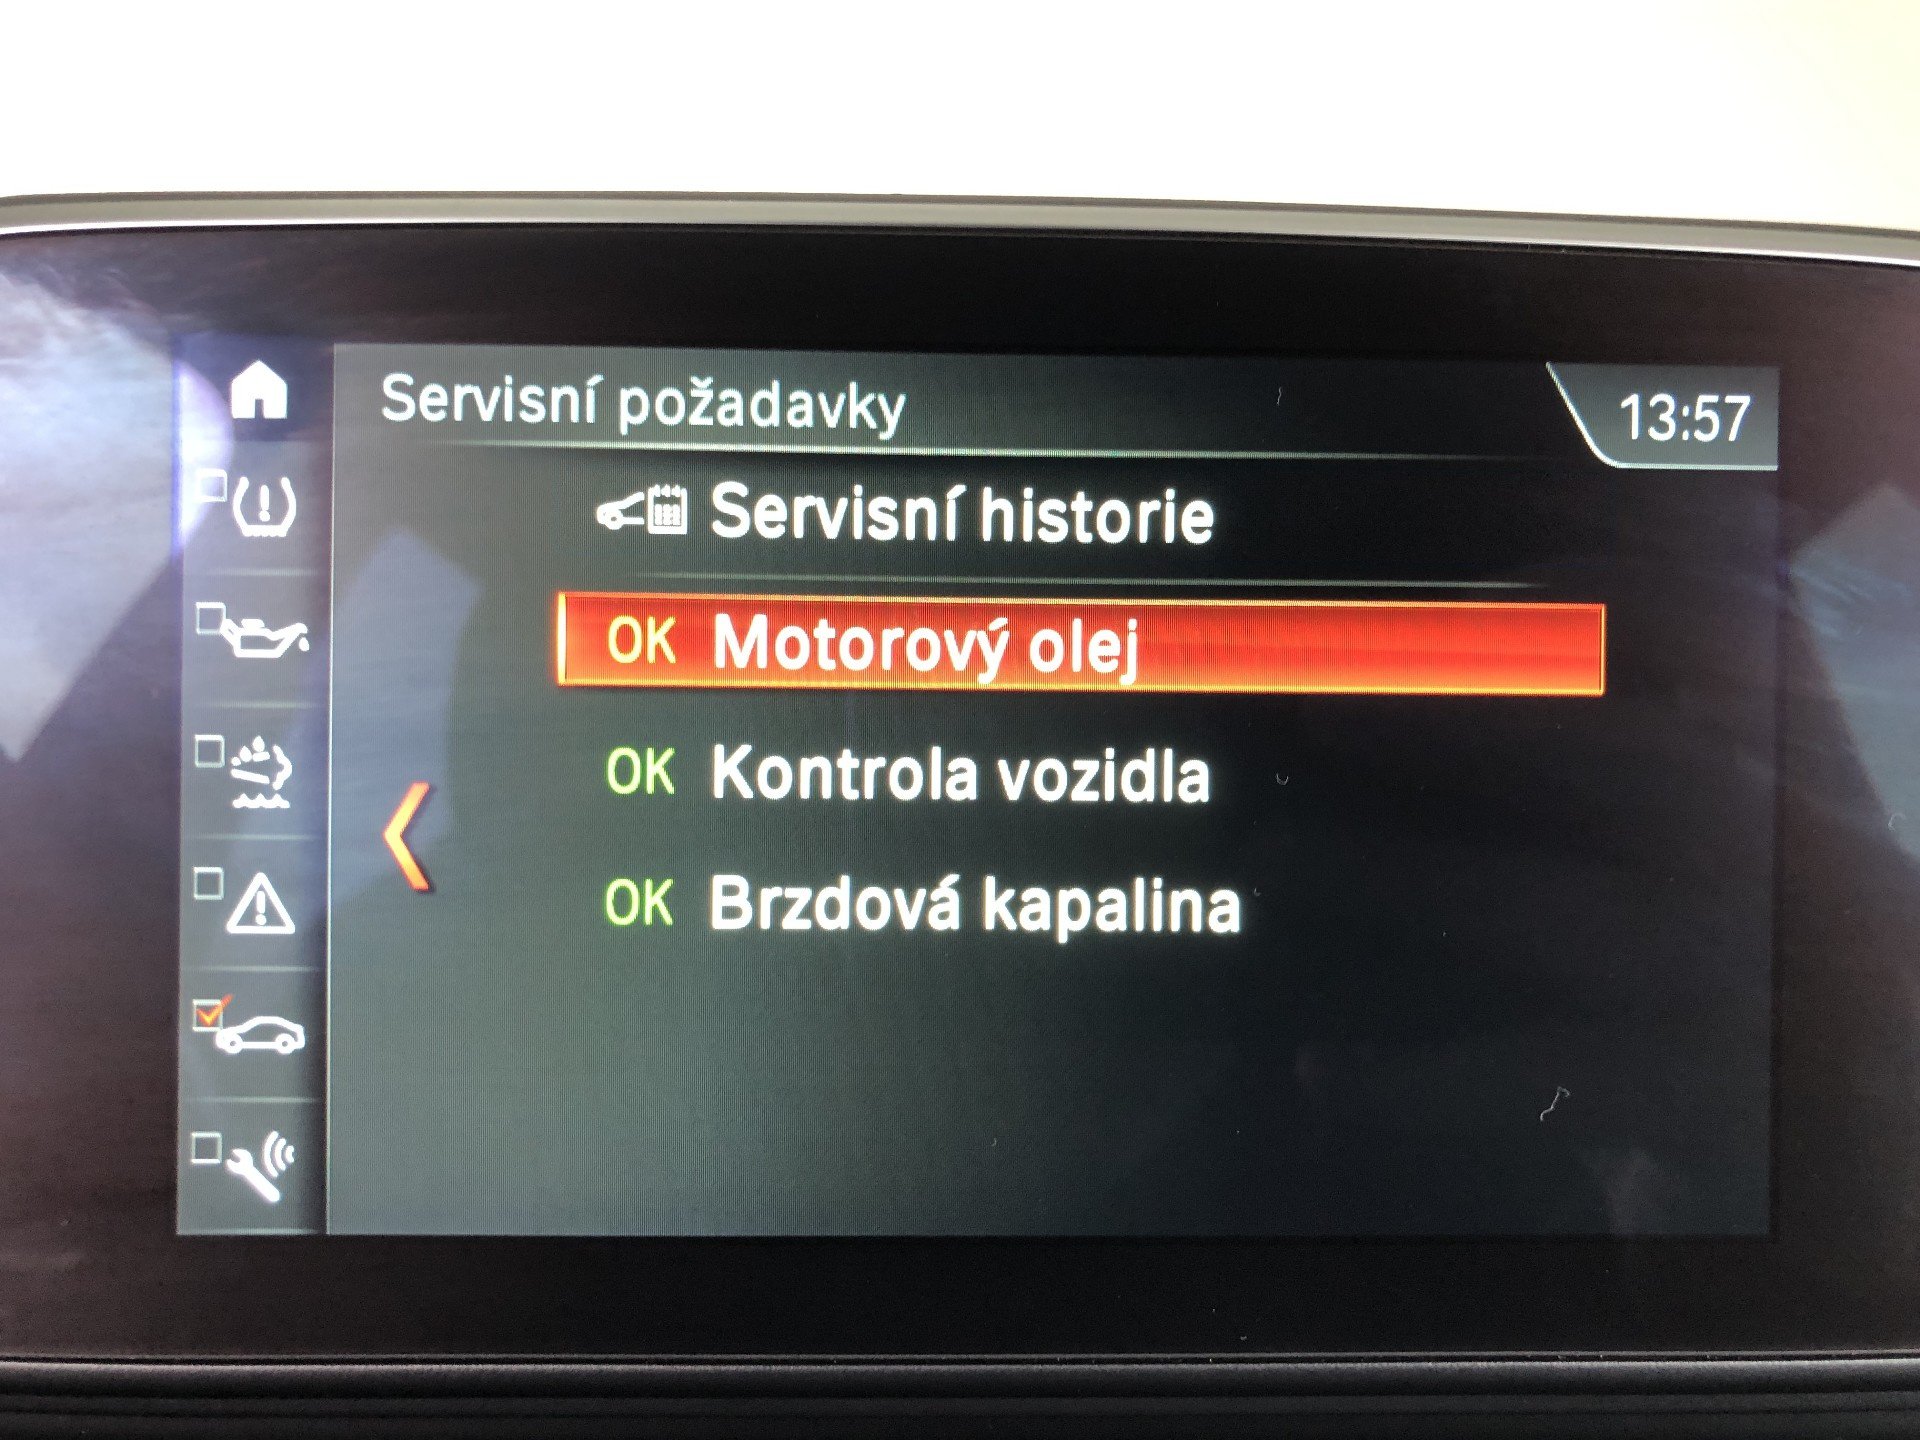 Servisní požadavky
13:57
Servisní historie
OK Motorový olej
OK Kontrola vozidla
OK Brzdová kapalina